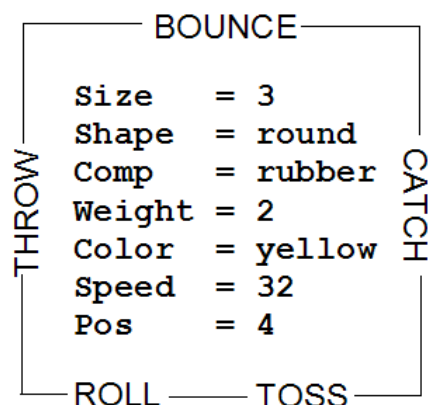 BOUNCE
Size = 3
Shape = round
Comp = rubber
Weight = 2
Color = yellow
Speed = 32
Pos = 4
THROW
CATCH
ROLL
TOSS